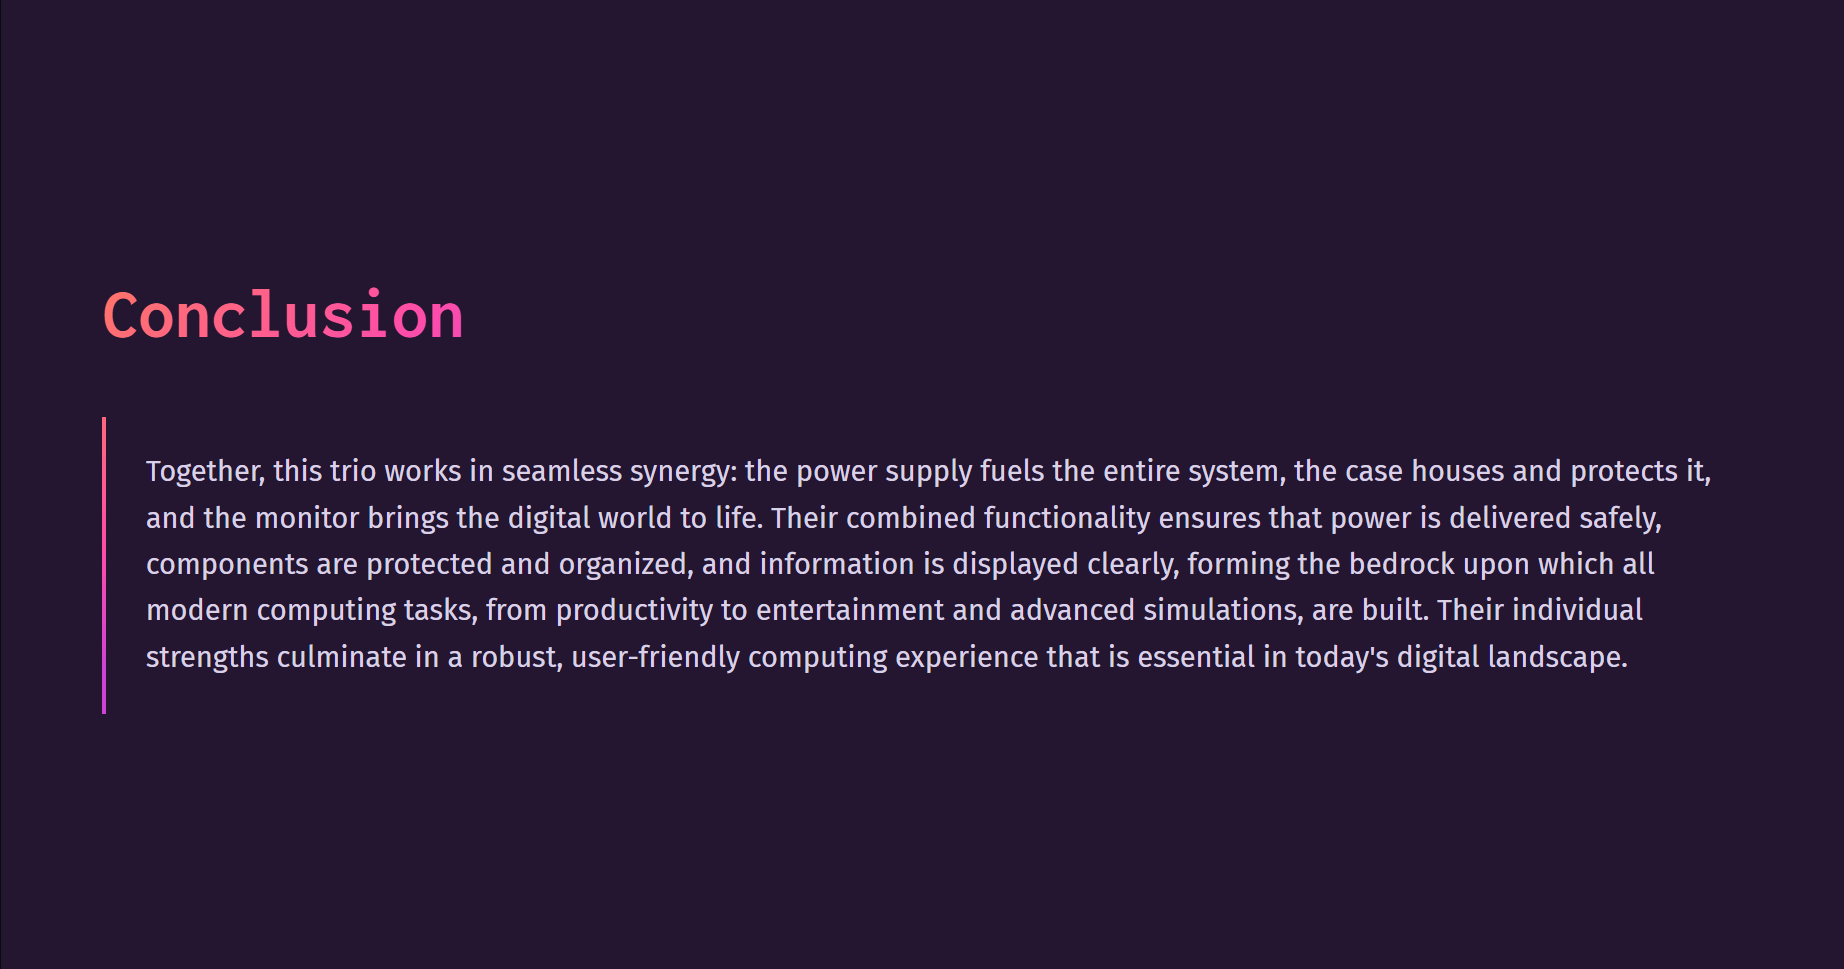 Conclusion
Together, this trio works in seamless synergy: the power supply fuels the entire system, the case houses and protects it,
and the monitor brings the digital world to life. Their combined functionality ensures that power is delivered safely,
components are protected and organized, and information is displayed clearly, forming the bedrock upon which all
modern computing tasks, from productivity to entertainment and advanced simulations, are built. Their individual
strengths culminate in a robust, user-friendly computing experience that is essential in today's digital landscape.